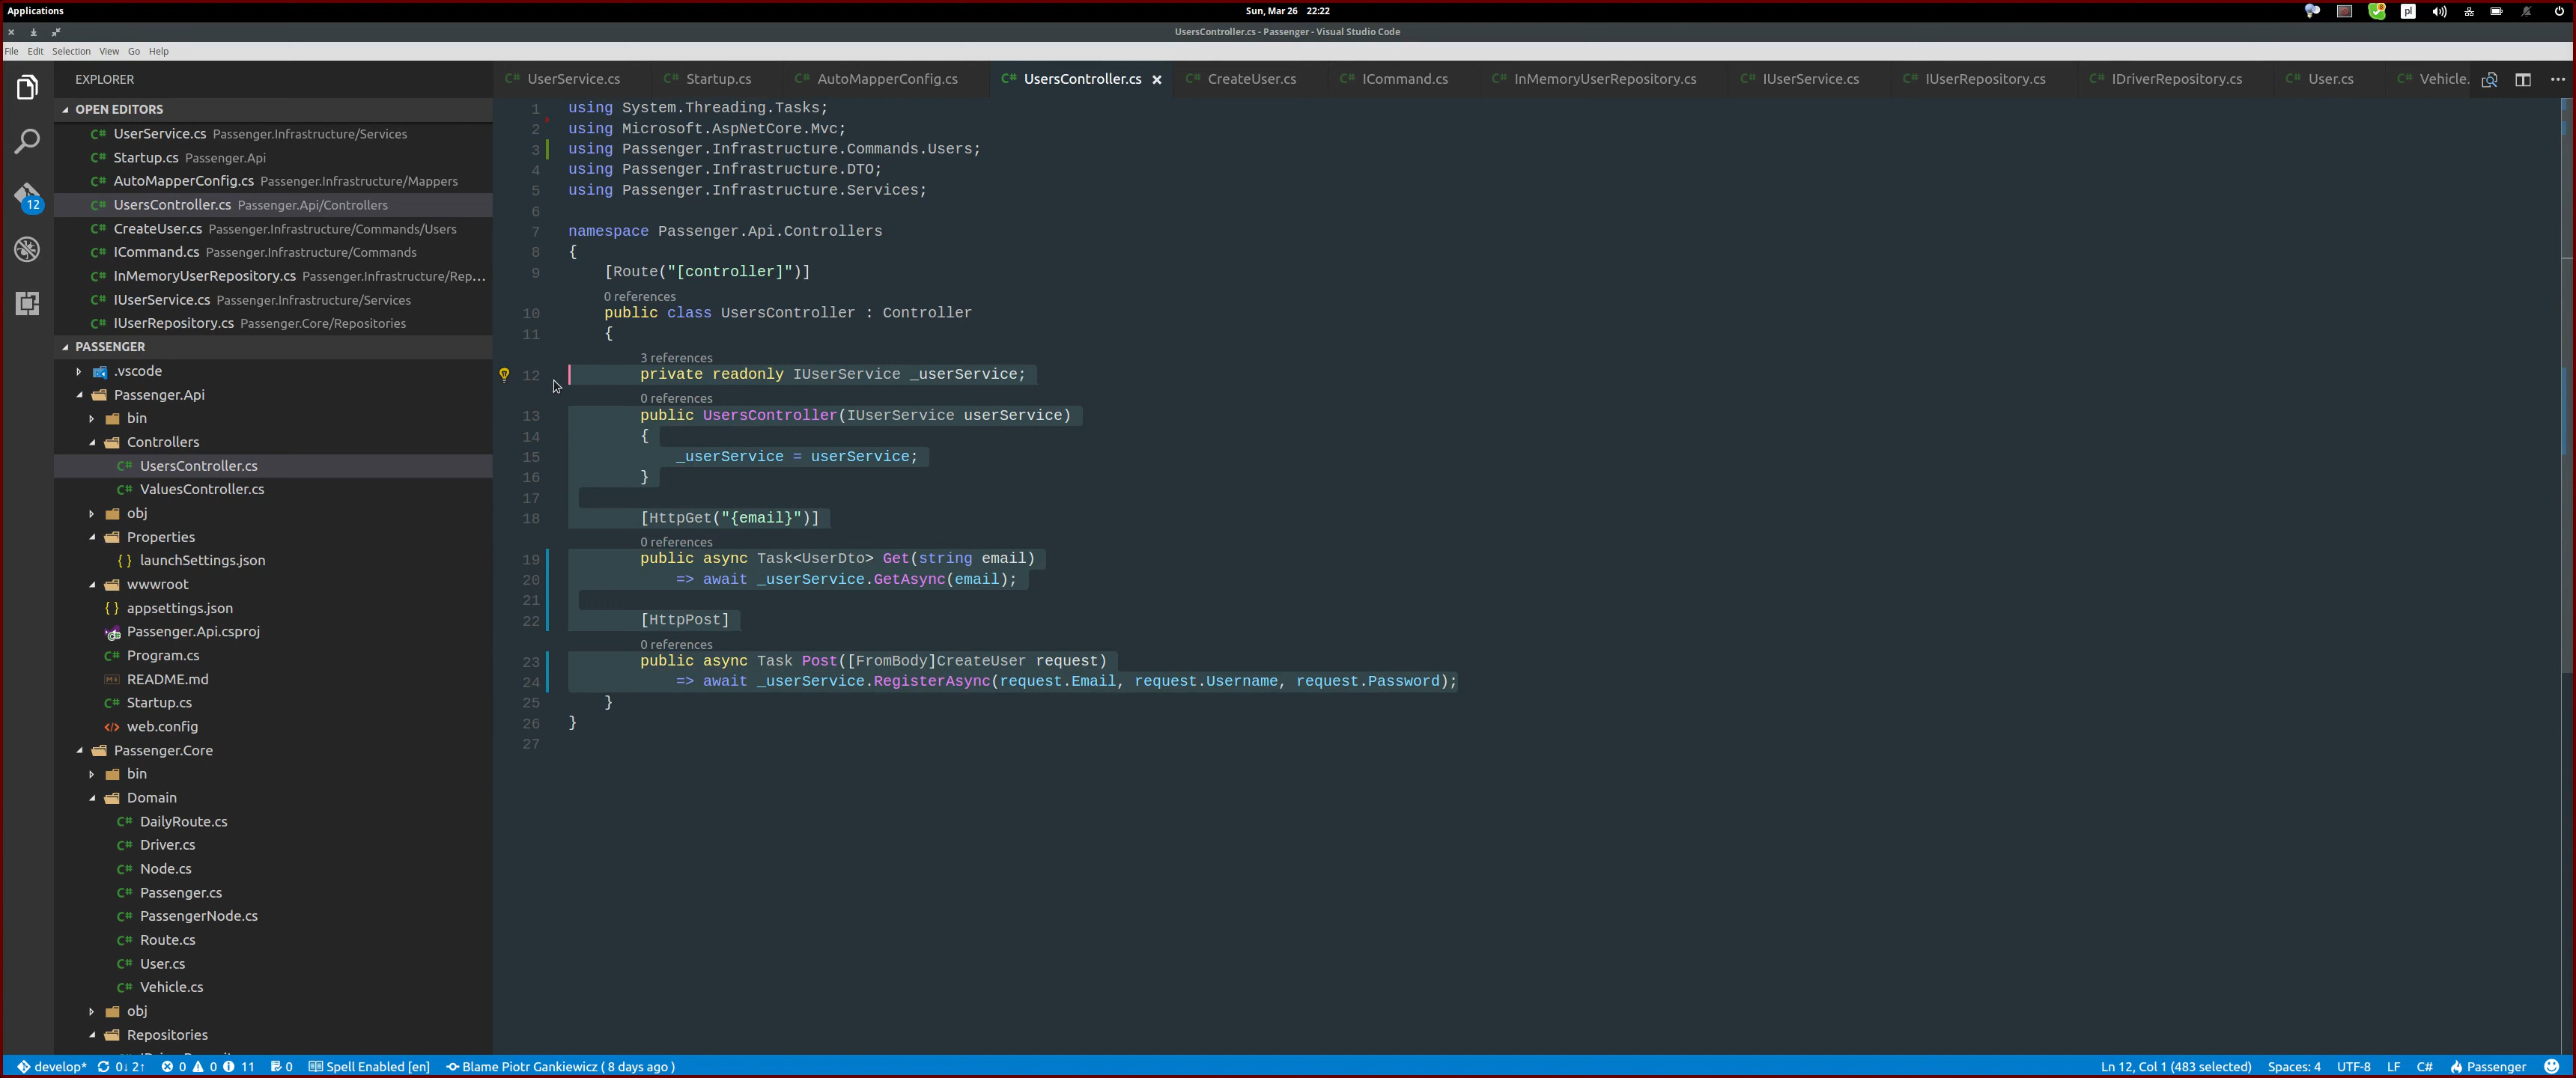 Applications
Sun, Mar 26 22:22
pl
UsersController.cs - Passenger - Visual Studio Code
File Edit Selection View Go Help
EXPLORER
OPEN EDITORS
UserService.cs Passenger.Infrastructure/Services
Startup.cs Passenger.Api
AutoMapperConfig.cs Passenger.Infrastructure/Mappers
UsersController.cs Passenger.Api/Controllers
CreateUser.cs Passenger.Infrastructure/Commands/Users
ICommand.cs Passenger.Infrastructure/Commands
InMemoryUserRepository.cs Passenger.Infrastructure/Rep...
IUserService.cs Passenger.Infrastructure/Services
IUserRepository.cs Passenger.Core/Repositories
PASSENGER
.vscode
Passenger.Api
bin
Controllers
UsersController.cs
ValuesController.cs
obj
Properties
launchSettings.json
wwwroot
appsettings.json
Passenger.Api.csproj
Program.cs
README.md
Startup.cs
web.config
Passenger.Core
bin
Domain
DailyRoute.cs
Driver.cs
Node.cs
Passenger.cs
PassengerNode.cs
Route.cs
User.cs
Vehicle.cs
obj
Repositories
12
UserService.cs Startup.cs AutoMapperConfig.cs UsersController.cs CreateUser.cs ICommand.cs InMemoryUserRepository.cs IUserService.cs IUserRepository.cs IDriverRepository.cs User.cs Vehicle.
1 using System.Threading.Tasks;
2 using Microsoft.AspNetCore.Mvc;
3 using Passenger.Infrastructure.Commands.Users;
4 using Passenger.Infrastructure.DTO;
5 using Passenger.Infrastructure.Services;
6
7 namespace Passenger.Api.Controllers
8 {
9 [Route("[controller]")]
0 references
10 public class UsersController : Controller
11 {
3 references
12 private readonly IUserService _userService;
0 references
13 public UsersController(IUserService userService)
14 {
15 _userService = userService;
16 }
17
18 [HttpGet("{email}")]
0 references
19 public async Task<UserDto> Get(string email)
20 => await _userService.GetAsync(email);
21
22 [HttpPost]
0 references
23 public async Task Post([FromBody]CreateUser request)
24 => await _userService.RegisterAsync(request.Email, request.Username, request.Password);
25 }
26 }
27
develop* 0↓ 2↑ 0 0 11 0 Spell Enabled [en] Blame Piotr Gankiewicz ( 8 days ago ) Ln 12, Col 1 (483 selected) Spaces: 4 UTF-8 LF C# Passenger